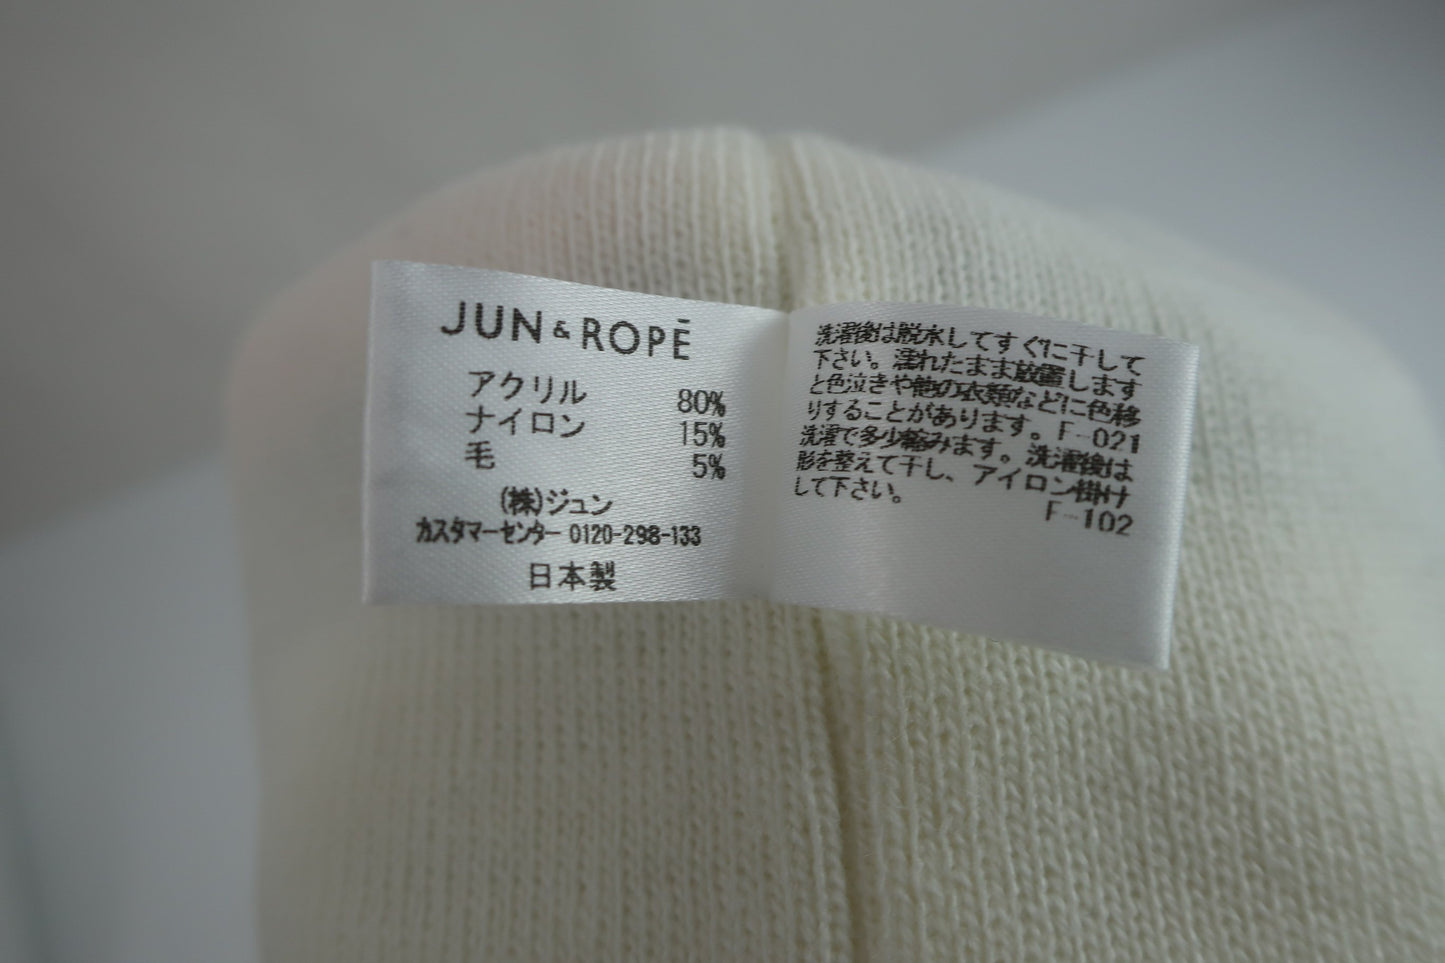 JUN & ROPĒ
アクリル 80%
ナイロン 15%
毛 5%
(株)ジュン
カスタマーセンター 0120-298-133
日本製
洗濯後は脱水してすぐに干して
下さい。濡れたまま放置します
と色泣きや他の衣類などに色移
りすることがあります。F-021
洗濯で多少縮みます。洗濯後は
形を整えて干し、アイロン掛け
して下さい。
F-102